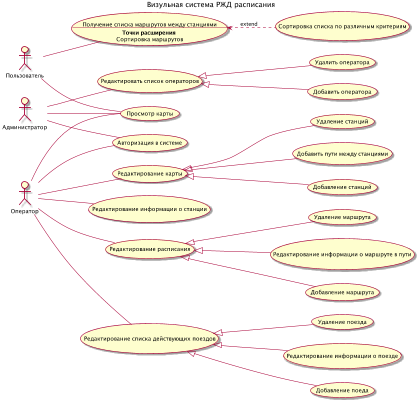 Визульная система РЖД расписания
Получение списка маршрутов между станциями
Точки расширения
Сортировка маршрутов
extend
Сортировка списка по различным критериям
Пользователь
Редактировать список операторов
Удалить оператора
Добавить оператора
Просмотр карты
Администратор
Авторизация в системе
Удаление станций
Добавить пути между станциями
Редактирование карты
Добавление станций
Оператор
Редактирование информации о станции
Удаление маршрута
Редактирование расписания
Редактирование информации о маршруте в пути
Добавление маршрута
Удаление поезда
Редактирование списка действующих поездов
Редактирование информации о поезде
Добавление поеда